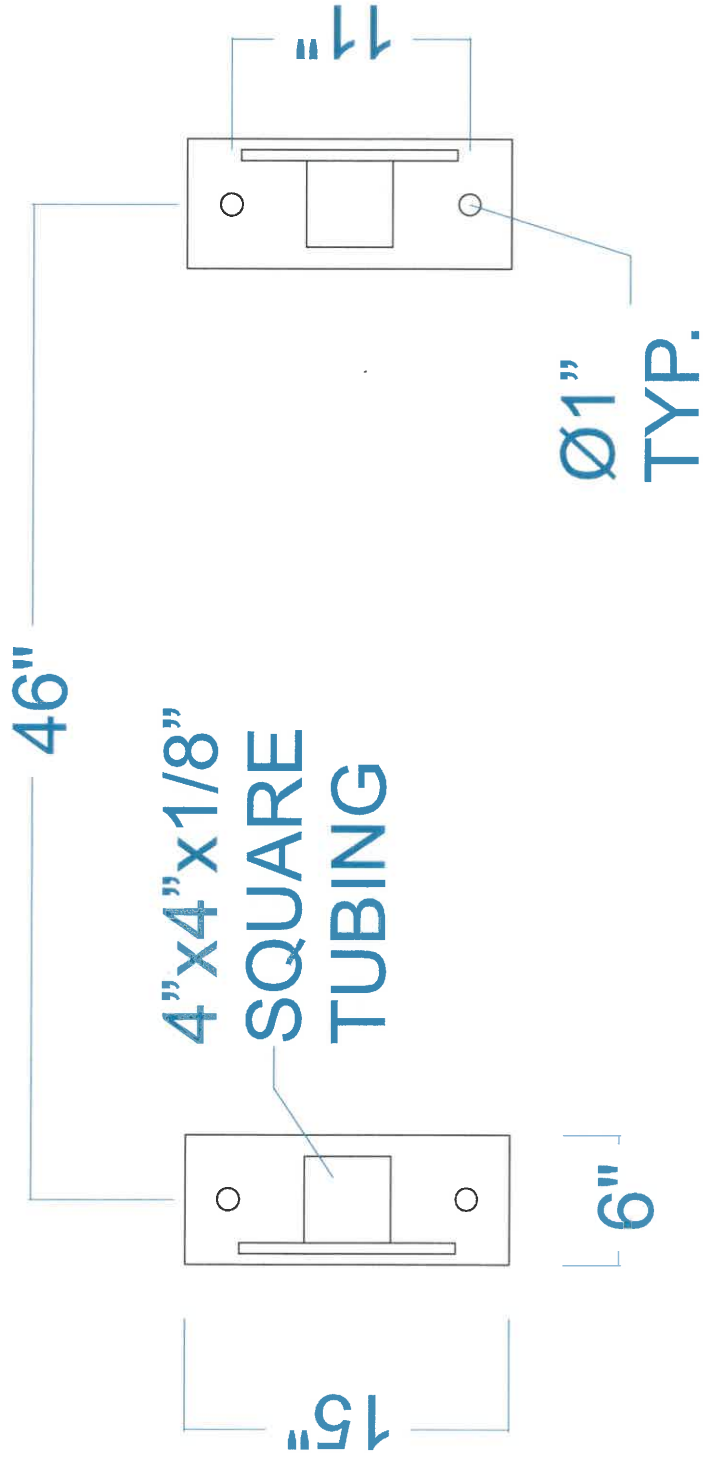 46"
11"
4”x4”x1/8”
SQUARE
TUBING
Ø1”
TYP.
15"
6"